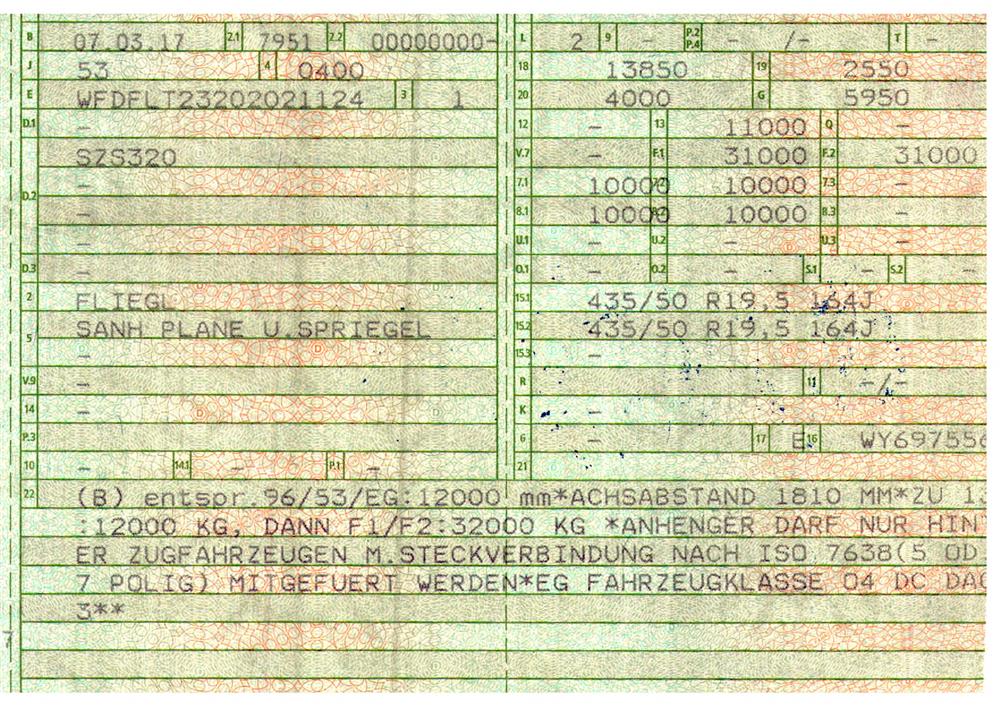 B 07.03.17 2.1 7951 2.2 00000000- L 2 9 - P.2 P.4 - /- T -
J 53 4 0400 18 13850 19 2550
E WFDFLT23202021124 3 1 20 4000 G 5950
D.1 - 12 - 13 11000 Q -
SZS320 V.7 - F.1 31000 F.2 31000
D.2 - 7.1 10000 10000 7.3 -
- 8.1 10000 10000 8.3 -
- U.1 - U.2 - U.3 -
D.3 - O.1 - O.2 - S.1 - S.2 -
2 FLIEGL 15.1 435/50 R19,5 164J
5 SANH PLANE U.SPRIEGEL 15.2 435/50 R19,5 164J
- 15.3 -
V.9 - R 11 -/-
14 - K -
P.3 6 - 17 E 16 WY697556
10 - 14.1 - P.1 - 21
22 (B) entspr.96/53/EG:12000 mm*ACHSABSTAND 1810 MM*ZU 13
:12000 KG, DANN F1/F2:32000 KG *ANHENGER DARF NUR HINT
ER ZUGFAHRZEUGEN M.STECKVERBINDUNG NACH ISO 7638(5 OD
7 POLIG) MITGEFUERT WERDEN*EG FAHRZEUGKLASSE O4 DC DA
3**
7